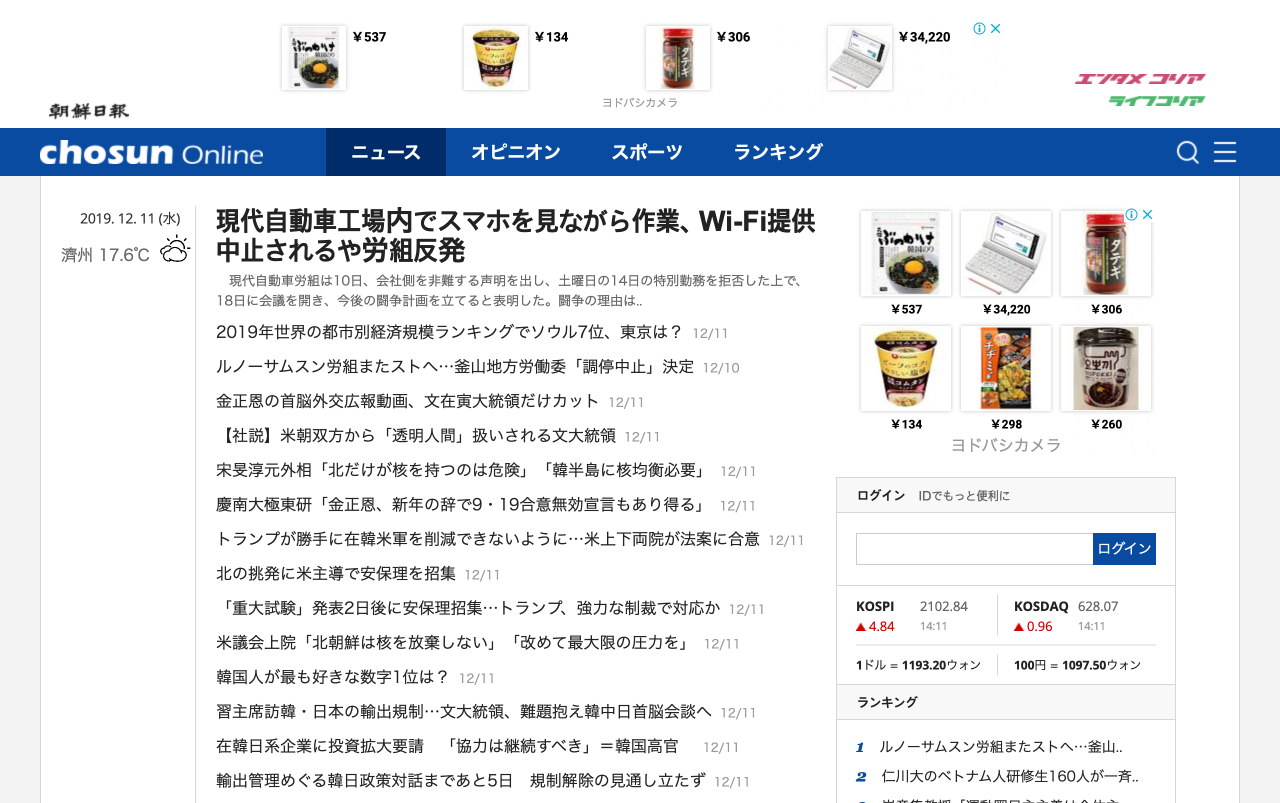 ￥537
￥134
￥306
￥34,220
ヨドバシカメラ
エンタメ コリア
ライフコリア
朝鮮日報
chosun Online
ニュース
オピニオン
スポーツ
ランキング
2019. 12. 11 (水)
済州 17.6℃
現代自動車工場内でスマホを見ながら作業、Wi-Fi提供
中止されるや労組反発
現代自動車労組は10日、会社側を非難する声明を出し、土曜日の14日の特別勤務を拒否した上で、
18日に会議を開き、今後の闘争計画を立てると表明した。闘争の理由は..
2019年世界の都市別経済規模ランキングでソウル7位、東京は？ 12/11
ルノーサムスン労組またストへ…釜山地方労働委「調停中止」決定 12/10
金正恩の首脳外交広報動画、文在寅大統領だけカット 12/11
【社説】米朝双方から「透明人間」扱いされる文大統領 12/11
宋旻淳元外相「北だけが核を持つのは危険」「韓半島に核均衡必要」 12/11
慶南大極東研「金正恩、新年の辞で9・19合意無効宣言もあり得る」 12/11
トランプが勝手に在韓米軍を削減できないように…米上下両院が法案に合意 12/11
北の挑発に米主導で安保理を招集 12/11
「重大試験」発表2日後に安保理招集…トランプ、強力な制裁で対応か 12/11
米議会上院「北朝鮮は核を放棄しない」「改めて最大限の圧力を」 12/11
韓国人が最も好きな数字1位は？ 12/11
習主席訪韓・日本の輸出規制…文大統領、難題抱え韓中日首脳会談へ 12/11
在韓日系企業に投資拡大要請　「協力は継続すべき」＝韓国高官 12/11
輸出管理めぐる韓日政策対話まであと5日　規制解除の見通し立たず 12/11
￥537
￥34,220
￥306
￥134
￥298
￥260
ヨドバシカメラ
ログイン IDでもっと便利に
ログイン
KOSPI 2102.84
▲ 4.84 14:11
KOSDAQ 628.07
▲ 0.96 14:11
1ドル = 1193.20ウォン
100円 = 1097.50ウォン
ランキング
1 ルノーサムスン労組またストへ…釜山..
2 仁川大のベトナム人研修生160人が一斉..